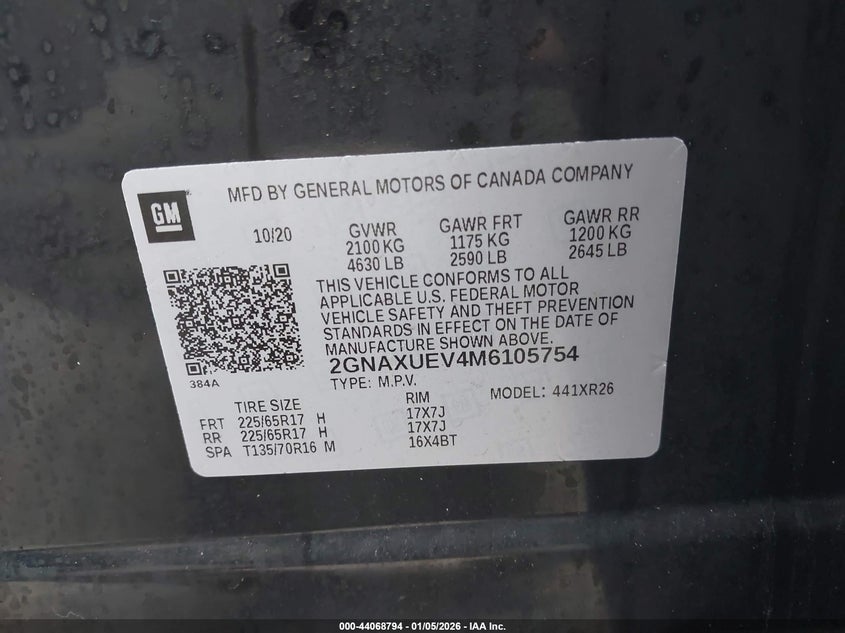 GM
MFD BY GENERAL MOTORS OF CANADA COMPANY
10/20 GVWR GAWR FRT GAWR RR
2100 KG 1175 KG 1200 KG
4630 LB 2590 LB 2645 LB
THIS VEHICLE CONFORMS TO ALL
APPLICABLE U.S. FEDERAL MOTOR
VEHICLE SAFETY AND THEFT PREVENTION
STANDARDS IN EFFECT ON THE DATE OF
MANUFACTURE SHOWN ABOVE.
2GNAXUEV4M6105754
384A
TYPE: M.P.V. MODEL: 441XR26
TIRE SIZE RIM
FRT 225/65R17 H 17X7J
RR 225/65R17 H 17X7J
SPA T135/70R16 M 16X4BT
000-44068794 - 01/05/2026 - IAA Inc.